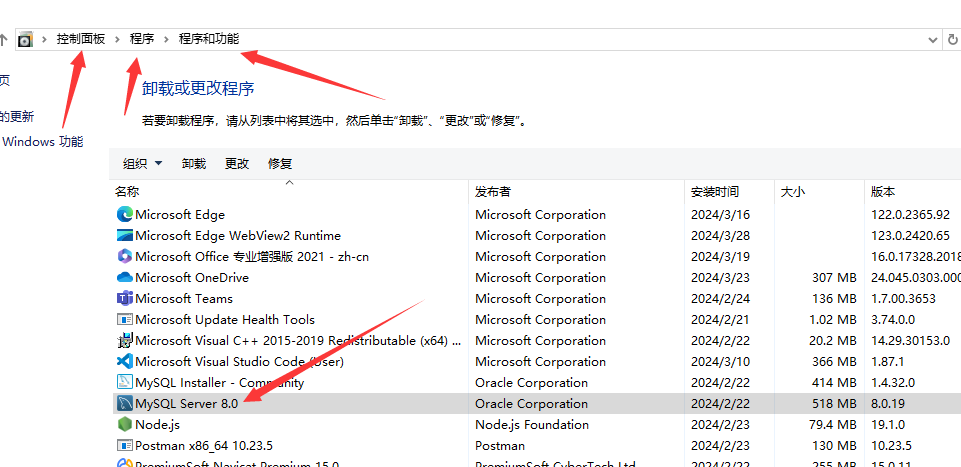 控制面板 > 程序 > 程序和功能
页
卸载或更改程序
的更新
若要卸载程序，请从列表中将其选中，然后单击“卸载”、“更改”或“修复”。
Windows 功能
组织 卸载 更改 修复
名称 发布者 安装时间 大小 版本
Microsoft Edge Microsoft Corporation 2024/3/16 122.0.2365.92
Microsoft Edge WebView2 Runtime Microsoft Corporation 2024/3/28 123.0.2420.65
Microsoft Office 专业增强版 2021 - zh-cn Microsoft Corporation 2024/3/19 16.0.17328.2018
Microsoft OneDrive Microsoft Corporation 2024/3/23 307 MB 24.045.0303.000
Microsoft Teams Microsoft Corporation 2024/2/24 136 MB 1.7.00.3653
Microsoft Update Health Tools Microsoft Corporation 2024/2/21 1.02 MB 3.74.0.0
Microsoft Visual C++ 2015-2019 Redistributable (x64) ... Microsoft Corporation 2024/2/22 20.2 MB 14.29.30153.0
Microsoft Visual Studio Code (User) Microsoft Corporation 2024/3/10 366 MB 1.87.1
MySQL Installer - Community Oracle Corporation 2024/2/22 414 MB 1.4.32.0
MySQL Server 8.0 Oracle Corporation 2024/2/22 518 MB 8.0.19
Node.js Node.js Foundation 2024/2/23 79.4 MB 19.1.0
Postman x86_64 10.23.5 Postman 2024/2/23 130 MB 10.23.5
PremiumSoft Navicat Premium 15.0 PremiumSoft CyberTech Ltd. 2024/2/22 255 MB 15.0.11